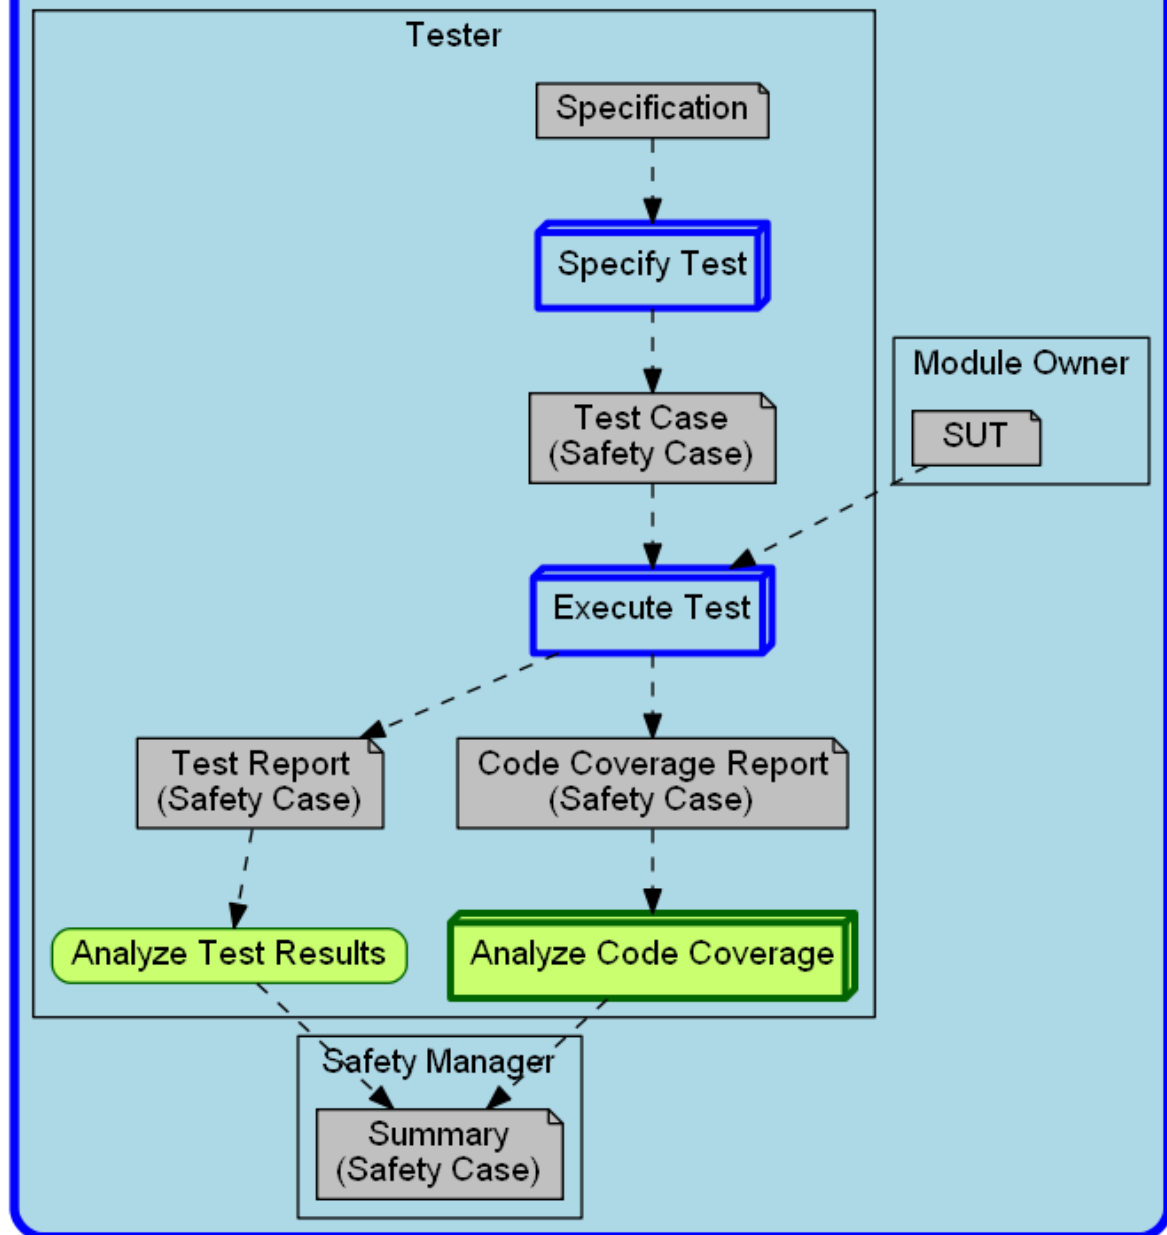 Tester
Specification
Specify Test
Test Case
(Safety Case)
Module Owner
SUT
Execute Test
Test Report
(Safety Case)
Code Coverage Report
(Safety Case)
Analyze Test Results
Analyze Code Coverage
Safety Manager
Summary
(Safety Case)